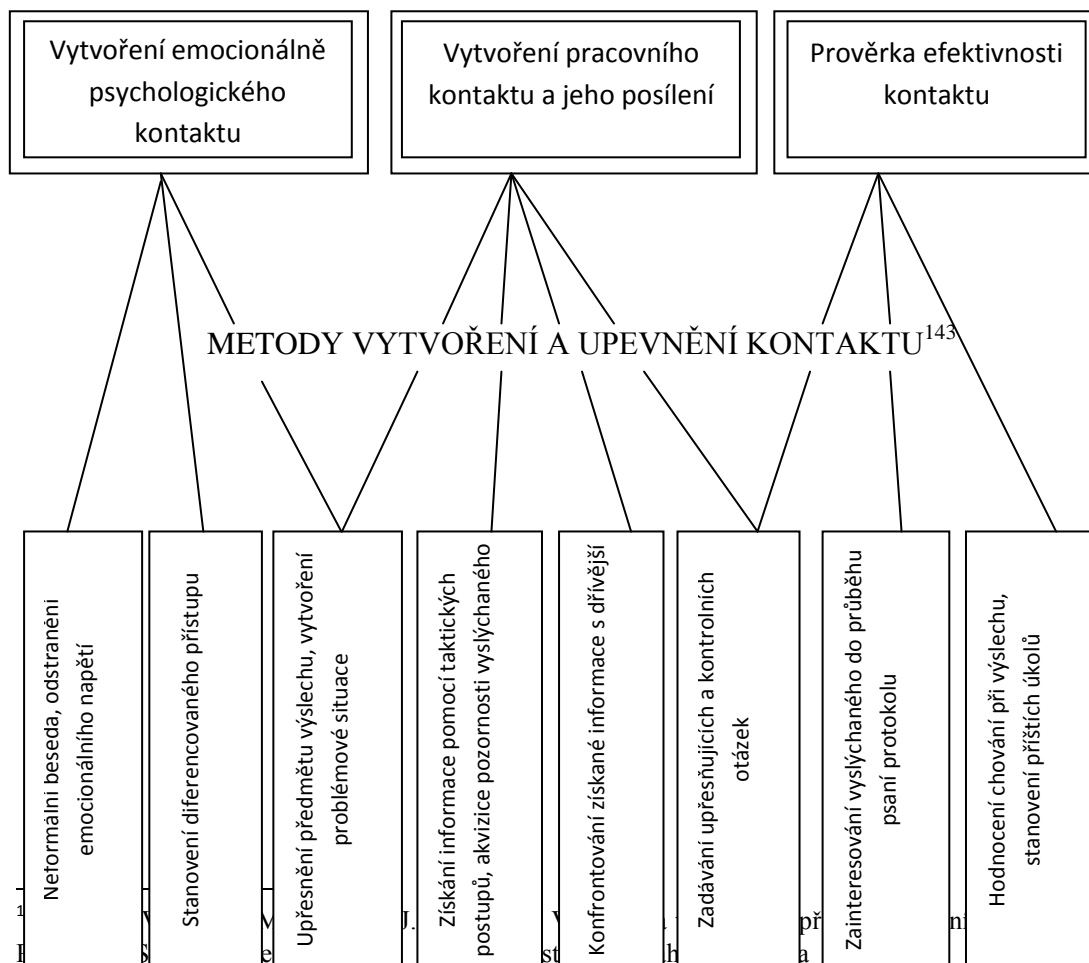 Vytvoření emocionálně
psychologického
kontaktu
Vytvoření pracovního
kontaktu a jeho posílení
Prověrka efektivnosti
kontaktu
METODY VYTVOŘENÍ A UPEVNĚNÍ KONTAKTU143
Neformálni beseda, odstraněni
emocionálního napětí
Stanovení diferencovaného přístupu
Upřesnění předmětu výslechu, vytvoření
problémové situace
Získání informace pomocí taktických
postupů, akvizice pozornosti vyslýchaného
Konfrontování získané informace s dřívější
Zadávání upřesňujících a kontrolních
otázek
Zainteresování vyslýchaného do průběhu
psaní protokolu
Hodnocení chování při výslechu,
stanovení příštích úkolů
1 J.